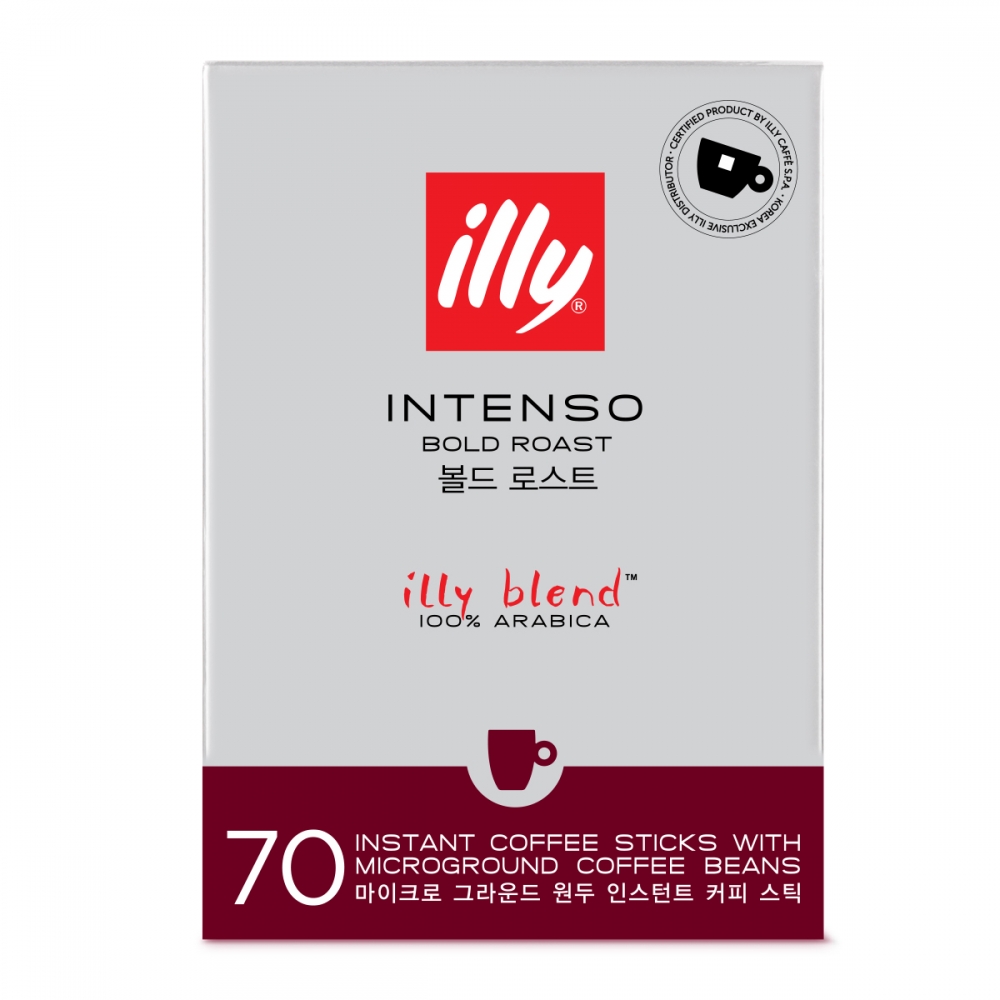 CERTIFIED PRODUCT BY ILLY CAFFÈ S.P.A. · KOREA EXCLUSIVE ILLY DISTRIBUTOR ·
illy®
INTENSO
BOLD ROAST
볼드 로스트
illy blend™
100% ARABICA
70
INSTANT COFFEE STICKS WITH
MICROGROUND COFFEE BEANS
마이크로 그라운드 원두 인스턴트 커피 스틱